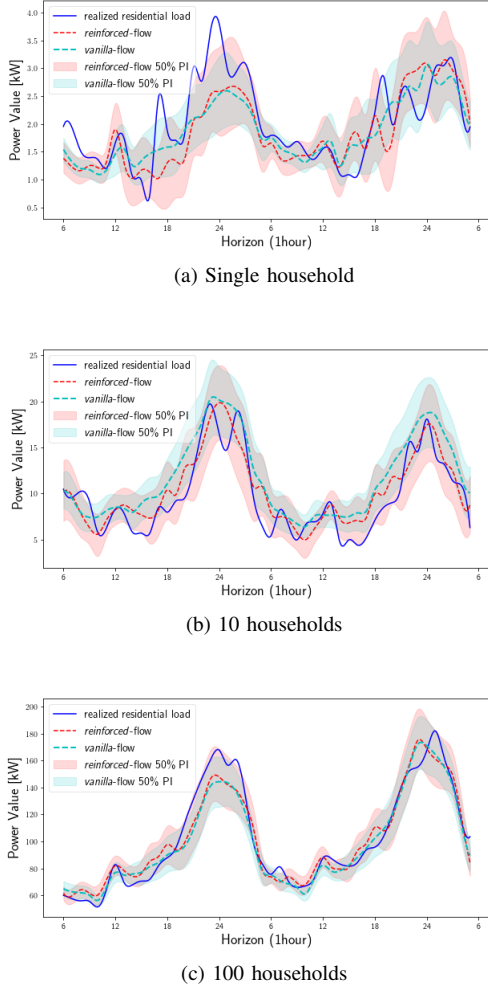 realized residential load
reinforced-flow
vanilla-flow
reinforced-flow 50% PI
vanilla-flow 50% PI
Power Value [kW]
4.0
3.5
3.0
2.5
2.0
1.5
1.0
0.5
6 12 18 24 6 12 18 24 6
Horizon (1hour)
(a) Single household
realized residential load
reinforced-flow
vanilla-flow
reinforced-flow 50% PI
vanilla-flow 50% PI
Power Value [kW]
25
20
15
10
5
6 12 18 24 6 12 18 24 6
Horizon (1hour)
(b) 10 households
realized residential load
reinforced-flow
vanilla-flow
reinforced-flow 50% PI
vanilla-flow 50% PI
Power Value [kW]
200
180
160
140
120
100
80
60
6 12 18 24 6 12 18 24 6
Horizon (1hour)
(c) 100 households